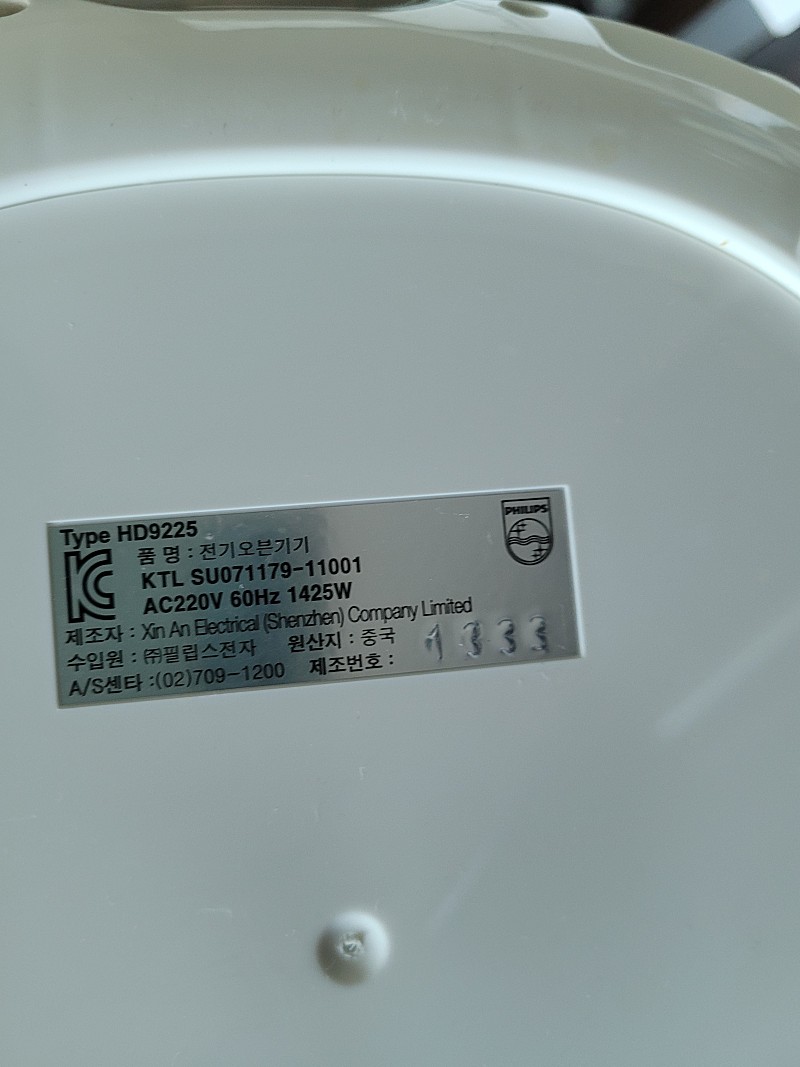 Type HD9225
PHILIPS
품 명 : 전기오븐기기
KTL SU071179-11001
AC220V 60Hz 1425W
제조자 : Xin An Electrical (Shenzhen) Company Limited
수입원 : ㈜필립스전자 원산지 : 중국
A/S센타 :(02)709-1200 제조번호 : 1333